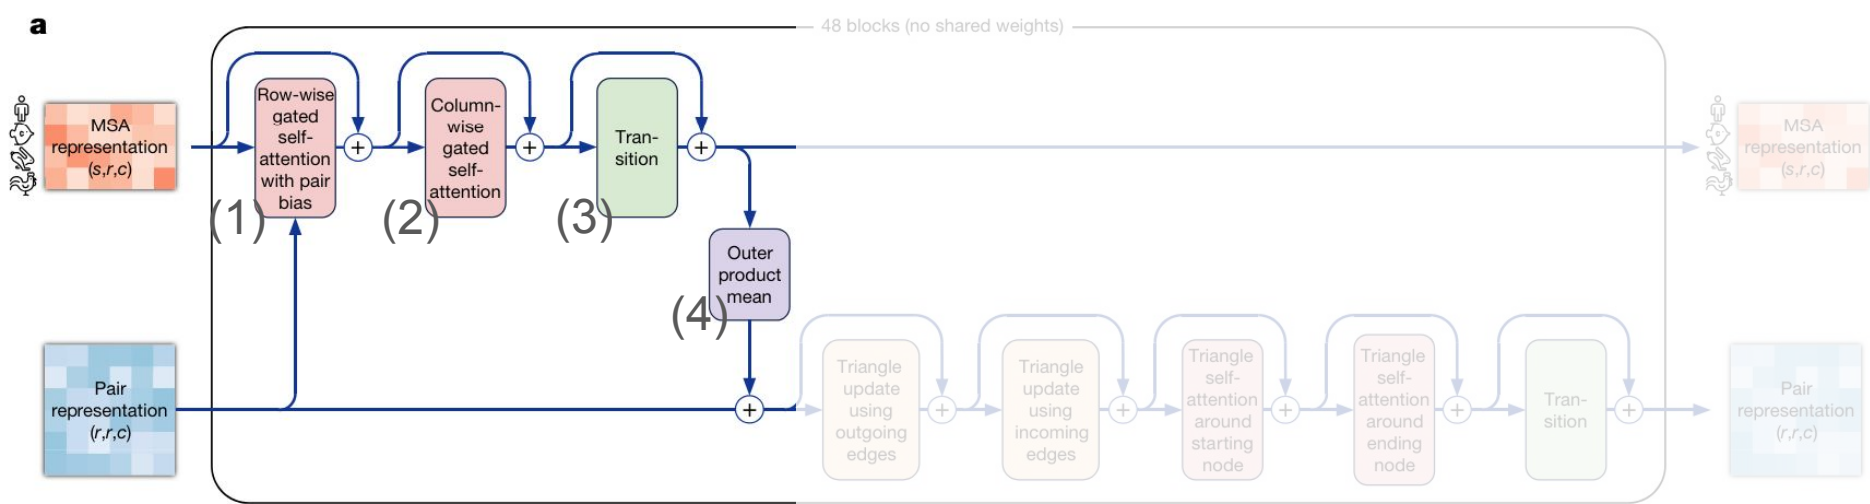 a
48 blocks (no shared weights)
MSA
representation
(s,r,c)
Row-wise
gated
self-
attention
with pair
bias
(1)
Column-
wise
gated
self-
attention
(2)
Tran-
sition
(3)
MSA
representation
(s,r,c)
Outer
product
mean
(4)
Pair
representation
(r,r,c)
Triangle
update
using
outgoing
edges
Triangle
update
using
incoming
edges
Triangle
self-
attention
around
starting
node
Triangle
self-
attention
around
ending
node
Tran-
sition
Pair
representation
(r,r,c)